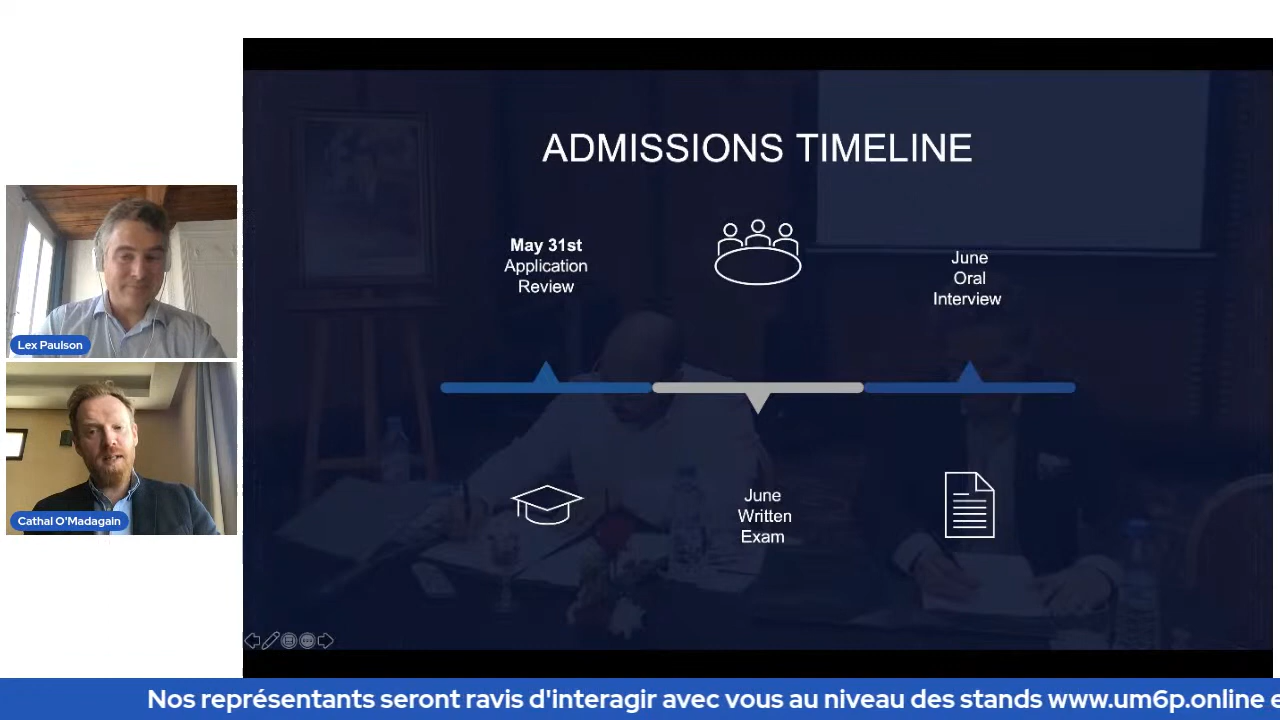 ADMISSIONS TIMELINE
May 31st
Application
Review
June
Oral
Interview
June
Written
Exam
Lex Paulson
Cathal O'Madagain
Nos représentants seront ravis d'interagir avec vous au niveau des stands www.um6p.online e